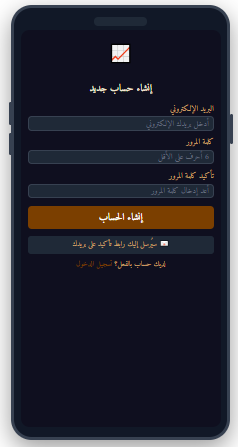 إنشاء حساب جديد
البريد الإلكتروني
أدخل بريدك الإلكتروني
كلمة المرور
6 أحرف على الأقل
تأكيد كلمة المرور
أعد إدخال كلمة المرور
إنشاء الحساب
سيُرسل إليك رابط تأكيد على بريدك
لديك حساب بالفعل؟ تسجيل الدخول